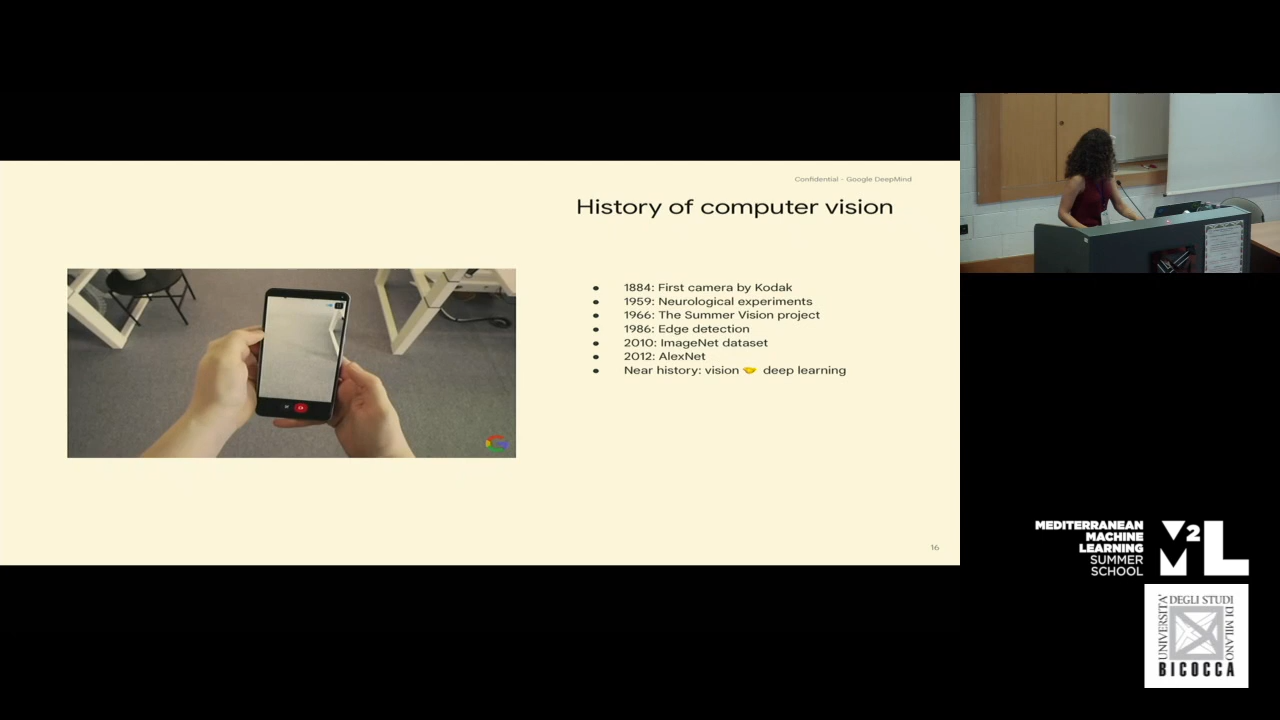 Confidential - Google DeepMind
History of computer vision
● 1884: First camera by Kodak
● 1959: Neurological experiments
● 1966: The Summer Vision project
● 1986: Edge detection
● 2010: ImageNet dataset
● 2012: AlexNet
● Near history: vision 🤝 deep learning
16
MEDITERRANEAN
MACHINE
LEARNING
SUMMER
SCHOOL
M2L
UNIVERSITÀ
DEGLI STUDI
DI MILANO
BICOCCA